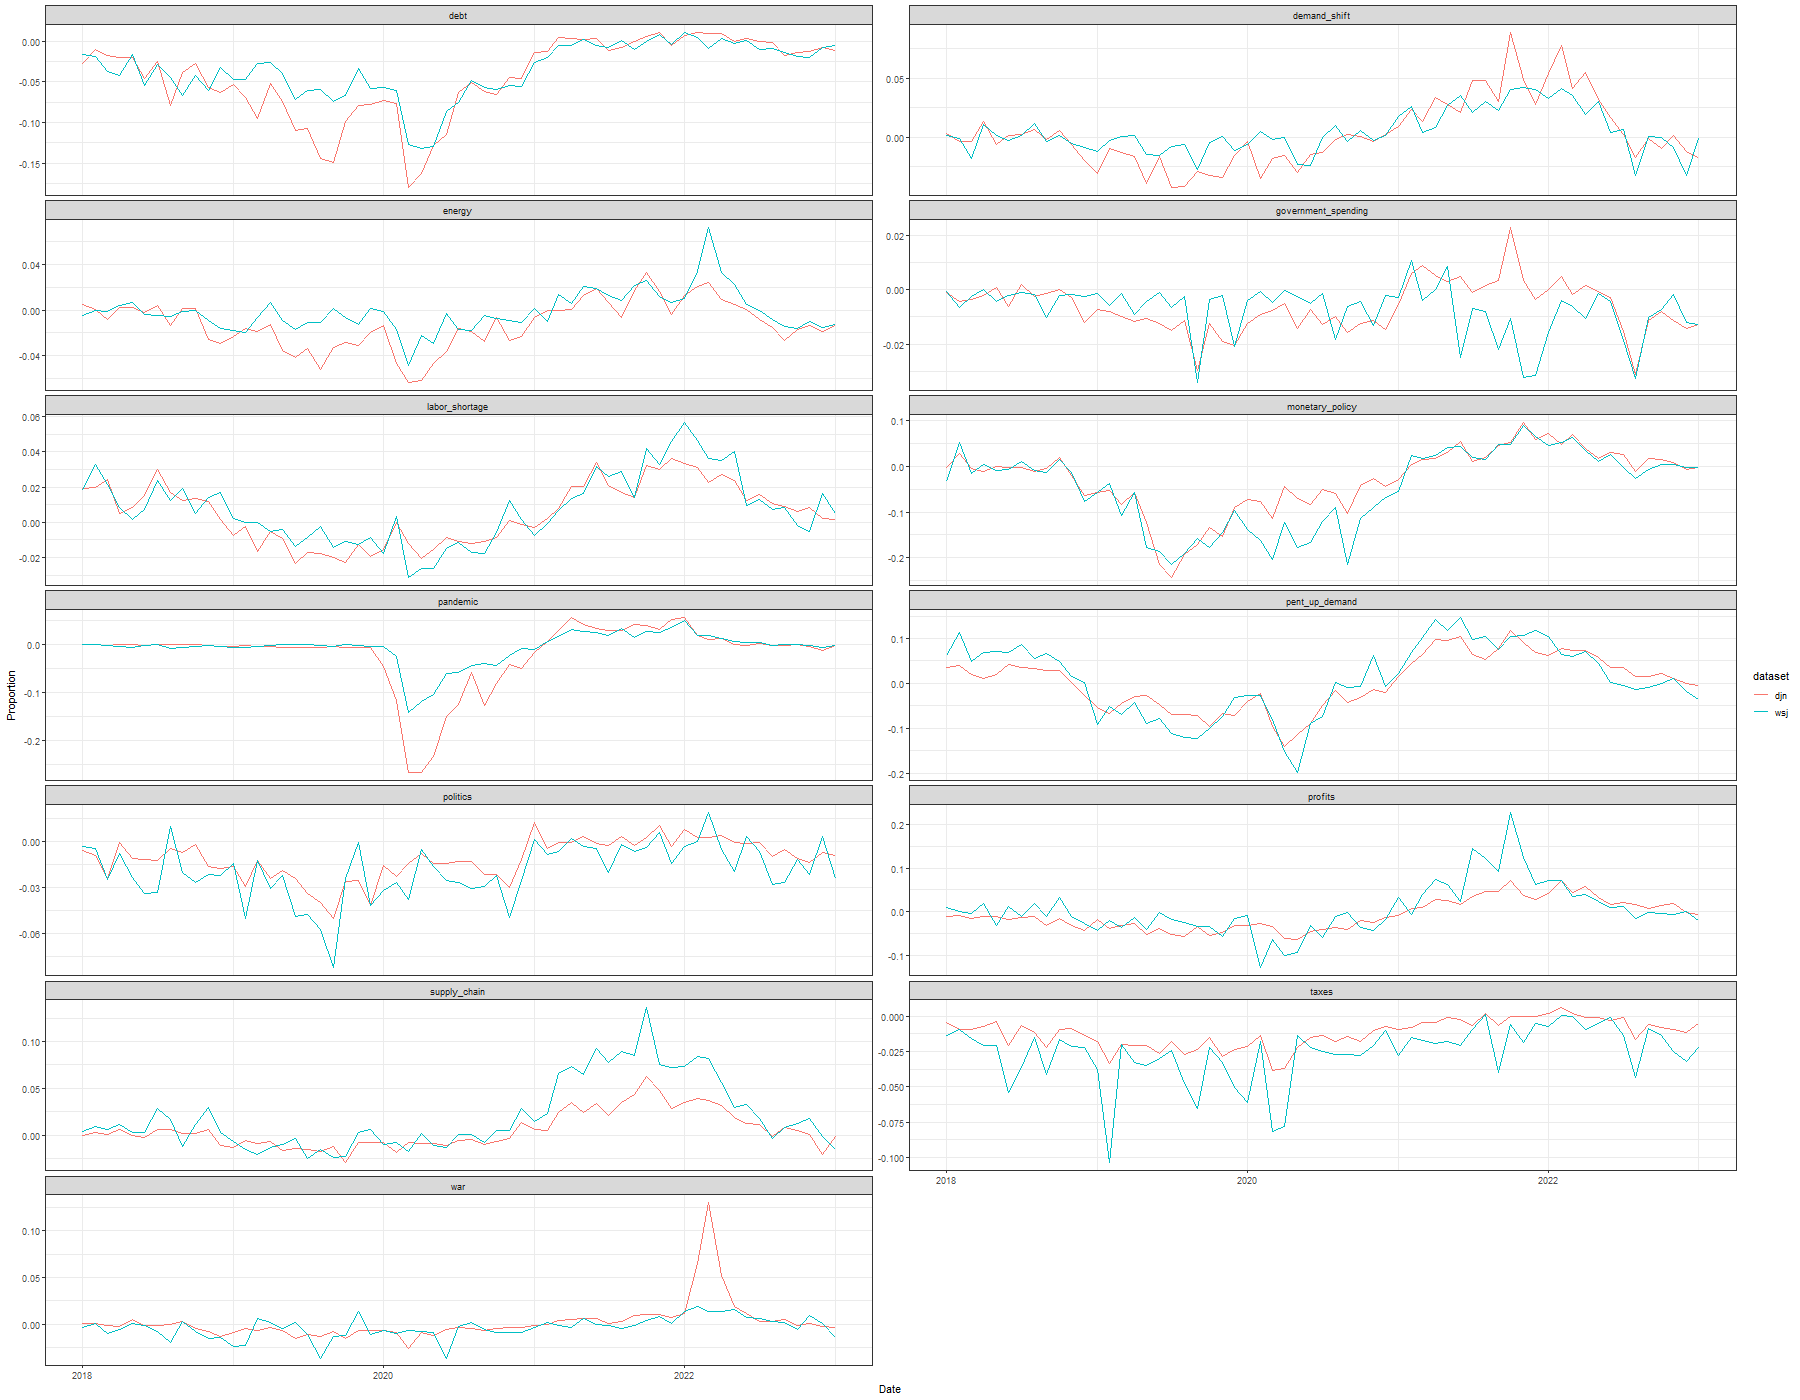 debt
0.00
-0.05
-0.10
-0.15
demand_shift
0.05
0.00
energy
0.04
0.00
-0.04
government_spending
0.02
0.00
-0.02
labor_shortage
0.06
0.04
0.02
0.00
-0.02
monetary_policy
0.1
0.0
-0.1
-0.2
pandemic
0.0
-0.1
-0.2
pent_up_demand
0.1
0.0
-0.1
-0.2
politics
0.00
-0.03
-0.06
profits
0.2
0.1
0.0
-0.1
supply_chain
0.10
0.05
0.00
taxes
0.000
-0.025
-0.050
-0.075
-0.100
2018 2020 2022
war
0.10
0.05
0.00
2018 2020 2022
Date
Proportion
dataset
djn
wsj